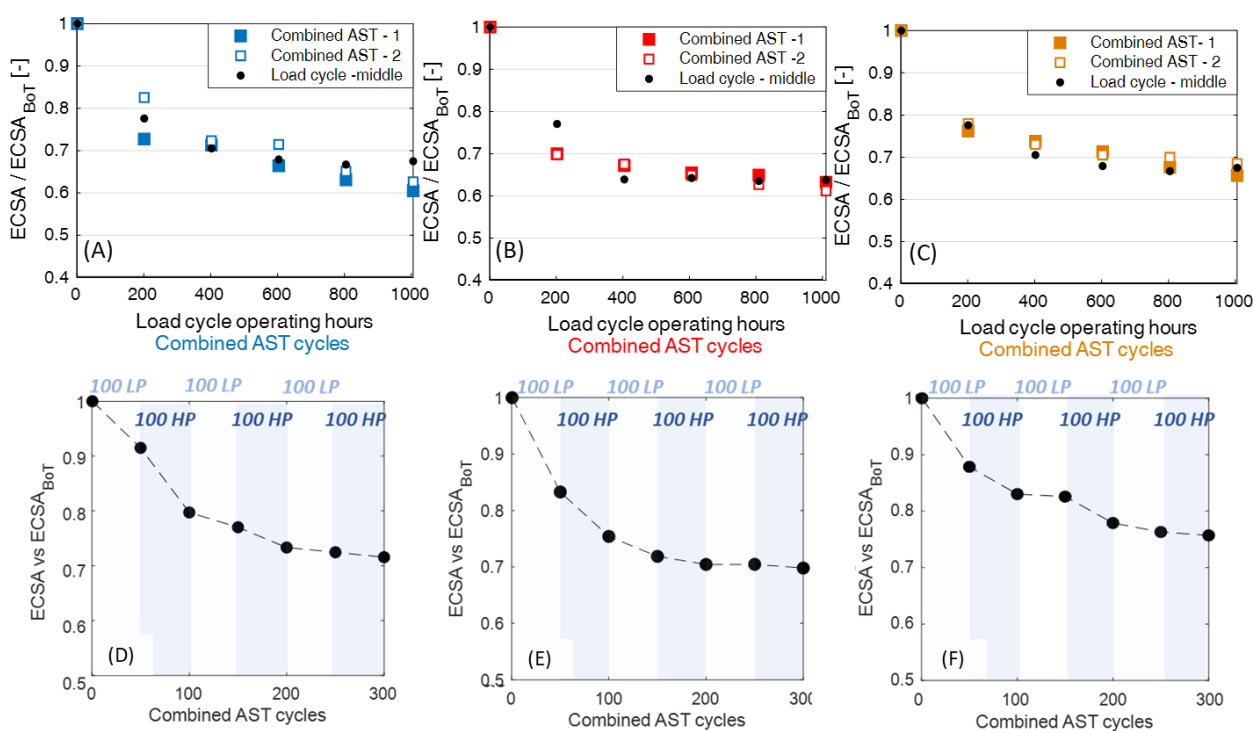 Combined AST - 1
Combined AST - 2
Load cycle -middle
ECSA / ECSA_BoT [-]
1
0.9
0.8
0.7
0.6
0.5
0.4
(A)
0 200 400 600 800 1000
Load cycle operating hours
Combined AST cycles
Combined AST -1
Combined AST -2
Load cycle - middle
ECSA / ECSA_BoT [-]
1
0.9
0.8
0.7
0.6
0.5
0.4
(B)
0 200 400 600 800 1000
Load cycle operating hours
Combined AST cycles
Combined AST- 1
Combined AST - 2
Load cycle - middle
ECSA / ECSA_BoT [-]
1
0.9
0.8
0.7
0.6
0.5
0.4
(C)
0 200 400 600 800 1000
Load cycle operating hours
Combined AST cycles
100 LP 100 LP 100 LP
100 HP 100 HP 100 HP
ECSA vs ECSA_BoT
1
0.9
0.8
0.7
0.6
0.5
(D)
0 100 200 300
Combined AST cycles
100 LP 100 LP 100 LP
100 HP 100 HP 100 HP
ECSA vs ECSA_BoT
1
0.9
0.8
0.7
0.6
0.5
(E)
0 100 200 300
Combined AST cycles
100 LP 100 LP 100 LP
100 HP 100 HP 100 HP
ECSA vs ECSA_BoT
1
0.9
0.8
0.7
0.6
0.5
(F)
0 100 200 300
Combined AST cycles